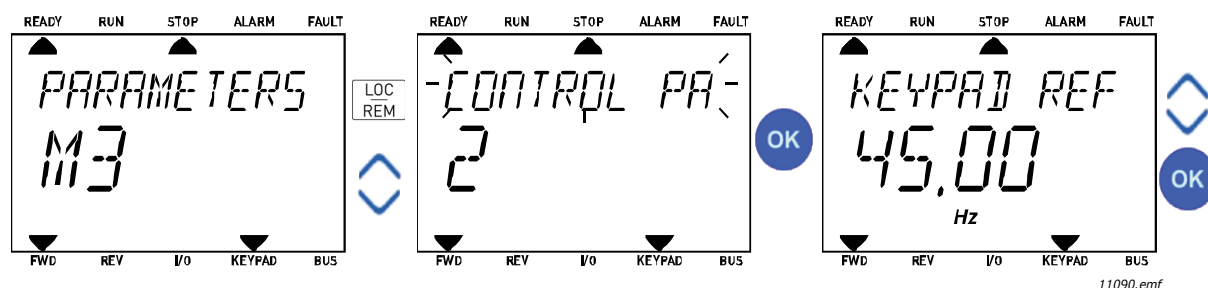 READY RUN STOP ALARM FAULT
PARAMETERS
M3
FWD REV I/O KEYPAD BUS
LOC
REM
READY RUN STOP ALARM FAULT
CONTROL PA
2
FWD REV I/O KEYPAD BUS
OK
READY RUN STOP ALARM FAULT
KEYPAD REF
45.00
Hz
FWD REV I/O KEYPAD BUS
OK
11090.emf